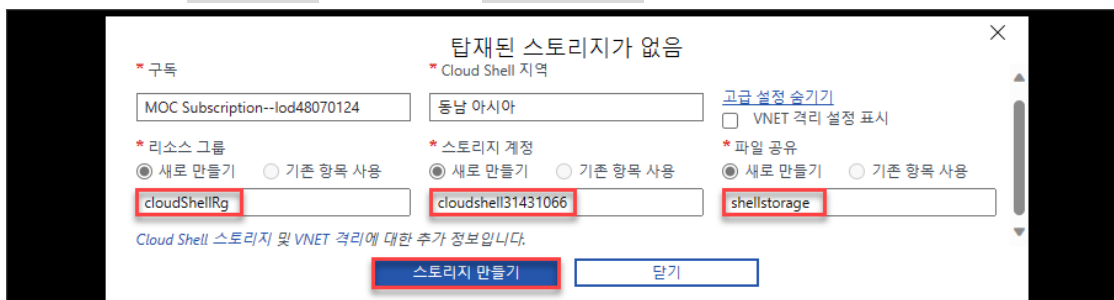 탑재된 스토리지가 없음
* 구독
* Cloud Shell 지역
MOC Subscription--lod48070124
동남 아시아
고급 설정 숨기기
VNET 격리 설정 표시
* 리소스 그룹
* 스토리지 계정
* 파일 공유
새로 만들기 기존 항목 사용
새로 만들기 기존 항목 사용
새로 만들기 기존 항목 사용
cloudShellRg
cloudshell31431066
shellstorage
Cloud Shell 스토리지 및 VNET 격리에 대한 추가 정보입니다.
스토리지 만들기
닫기